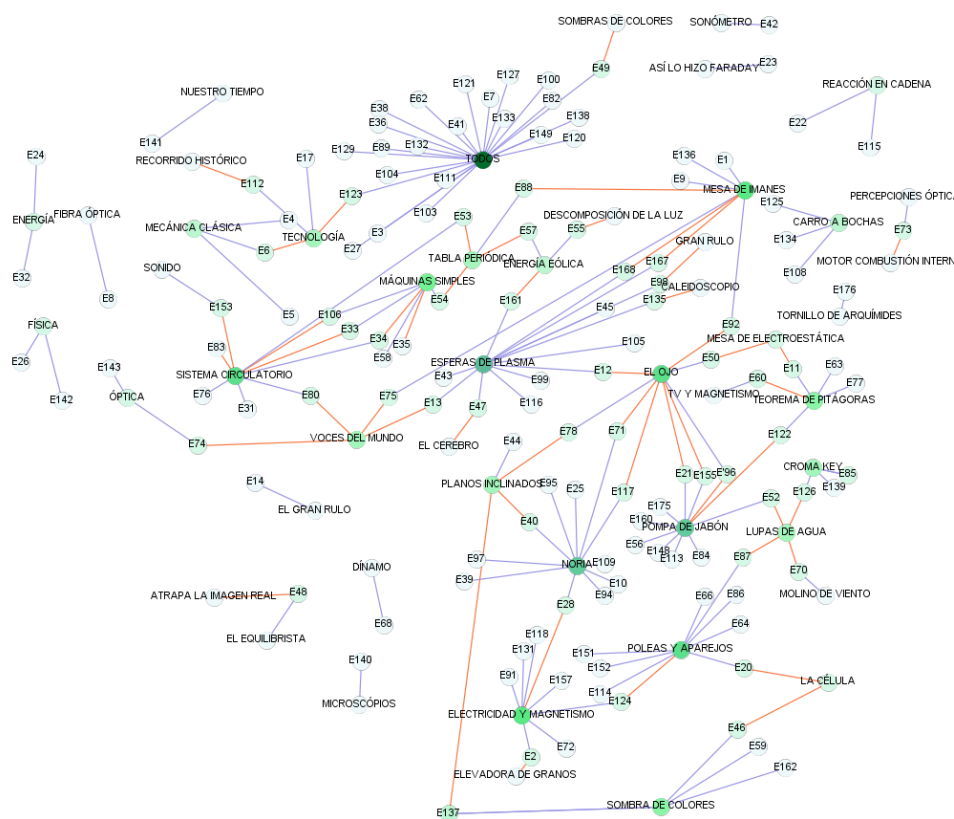 SOMBRAS DE COLORES
SONÓMETRO
E42
E49
ASÍ LO HIZO FARADAY
E23
E127
E121
E100
REACCIÓN EN CADENA
NUESTRO TIEMPO
E62
E7
E82
E38
E36
E41
E133
E138
E22
E141
E132
E149
E120
E115
E24
E129
E89
TODOS
RECORRIDO HISTÓRICO
E17
E104
E111
E136
E1
E9
E112
E123
E88
MESA DE IMANES
PERCEPCIONES ÓPTIC
E125
ENERGÍA
FIBRA ÓPTICA
E4
E103
E53
DESCOMPOSICIÓN DE LA LUZ
CARRO A BOCHAS
MECÁNICA CLÁSICA
TECNOLOGÍA
E3
E57
E55
E73
E6
E27
GRAN RULO
E134
TABLA PERIÓDICA
ENERGÍA EÓLICA
E167
MOTOR COMBUSTIÓN INTERN
SONIDO
E32
E168
E108
MÁQUINAS SIMPLES
E98
CALEIDOSCOPIO
E8
E54
E161
E135
E176
E153
E106
E5
E45
TORNILLO DE ARQUÍMIDES
FÍSICA
E33
E92
E34
E35
MESA DE ELECTROESTÁTICA
E83
E58
E105
E26
E50
E143
SISTEMA CIRCULATORIO
ESFERAS DE PLASMA
E12
EL OJO
E11
E63
E43
E99
E60
E77
E76
ÓPTICA
E80
E75
E13
TV Y MAGNETISMO
TEOREMA DE PITÁGORAS
E142
E31
E47
E116
E74
VOCES DEL MUNDO
EL CEREBRO
E78
E71
E122
E44
CROMA KEY
E14
PLANOS INCLINADOS
E95
E25
E21
E155
E'96
E85
E117
E126
E139
EL GRAN RULO
E175
E52
E40
E160
POMPA DE JABÓN
LUPAS DE AGUA
E56
E148
E113
E84
E87
E97
E109
DÍNAMO
NORIA
E70
E39
E10
E94
MOLINO DE VIENTO
ATRAPA LA IMAGEN REAL
E48
E28
E66
E86
E68
E118
E64
EL EQUILIBRISTA
E131
E151
POLEAS Y APAREJOS
E140
E152
E20
E91
E157
LA CÉLULA
E114
E124
MICROSCÓPIOS
ELECTRICIDAD Y MAGNETISMO
E46
E2
E72
E59
ELEVADORA DE GRANOS
E162
E137
SOMBRA DE COLORES